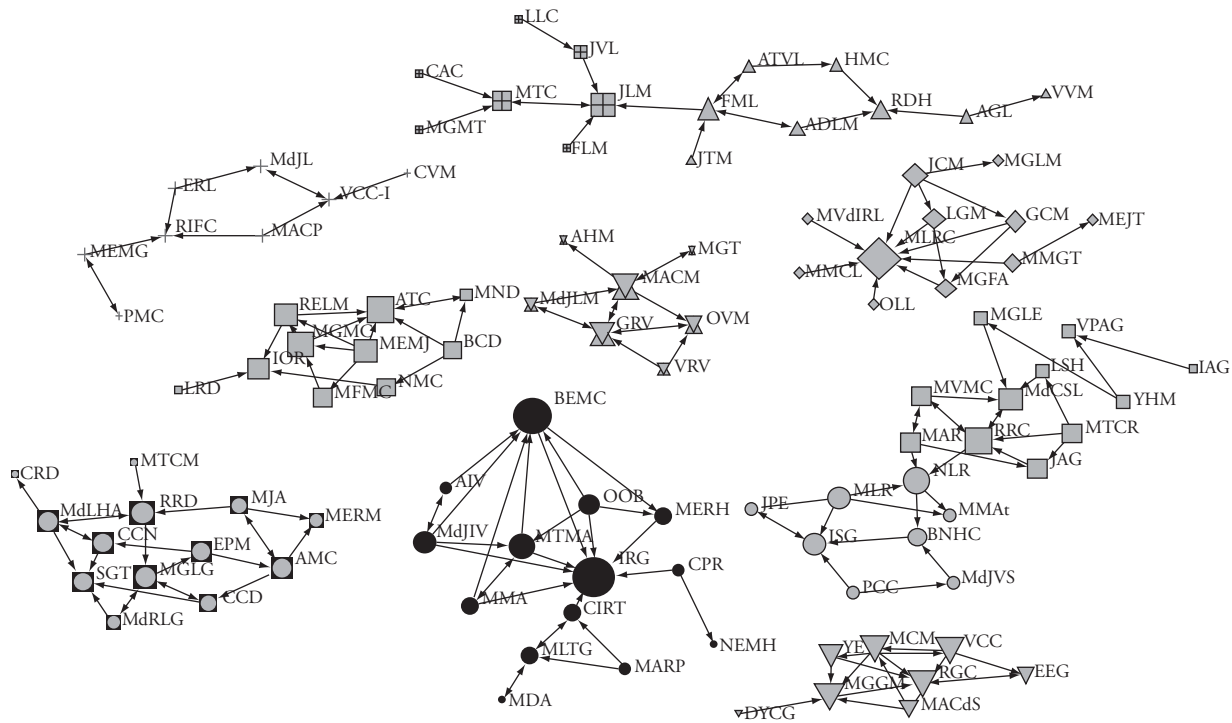 LLC
JVL
CAC
MTC
JLM
MGMT
FLM
ATVL
HMC
FML
RDH
ADLM
AGL
VVM
JTM
MdJL
ERL
CVM
VCC-I
RIFC
MACP
MEMG
PMC
JCM
MGLM
MVdIRL
LGM
GCM
MEJT
MLRC
MMGT
MMCL
MGFA
OLL
AHM
MGT
MACM
MdJLM
GRV
OVM
VRV
RELM
ATC
MND
MGMC
MEMJ
BCD
IOR
LRD
MFMC
NMC
MGLE
VPAG
LSH
IAG
MVMC
MdCSL
YHM
MAR
RRC
MTCR
JAG
NLR
BEMC
AIV
OOB
MERH
MdJIV
MTMA
IRG
CPR
MMA
CIRT
NEMH
MLTG
MARP
MDA
CRD
MTCM
MdLHA
RRD
MJA
MERM
CCN
EPM
AMC
SGT
MGLG
CCD
MdRLG
JPE
MLR
MMAt
JSG
BNHC
PCC
MdJVS
YE
MCM
VCC
MGGM
RGC
EEG
DYCG
MACdS